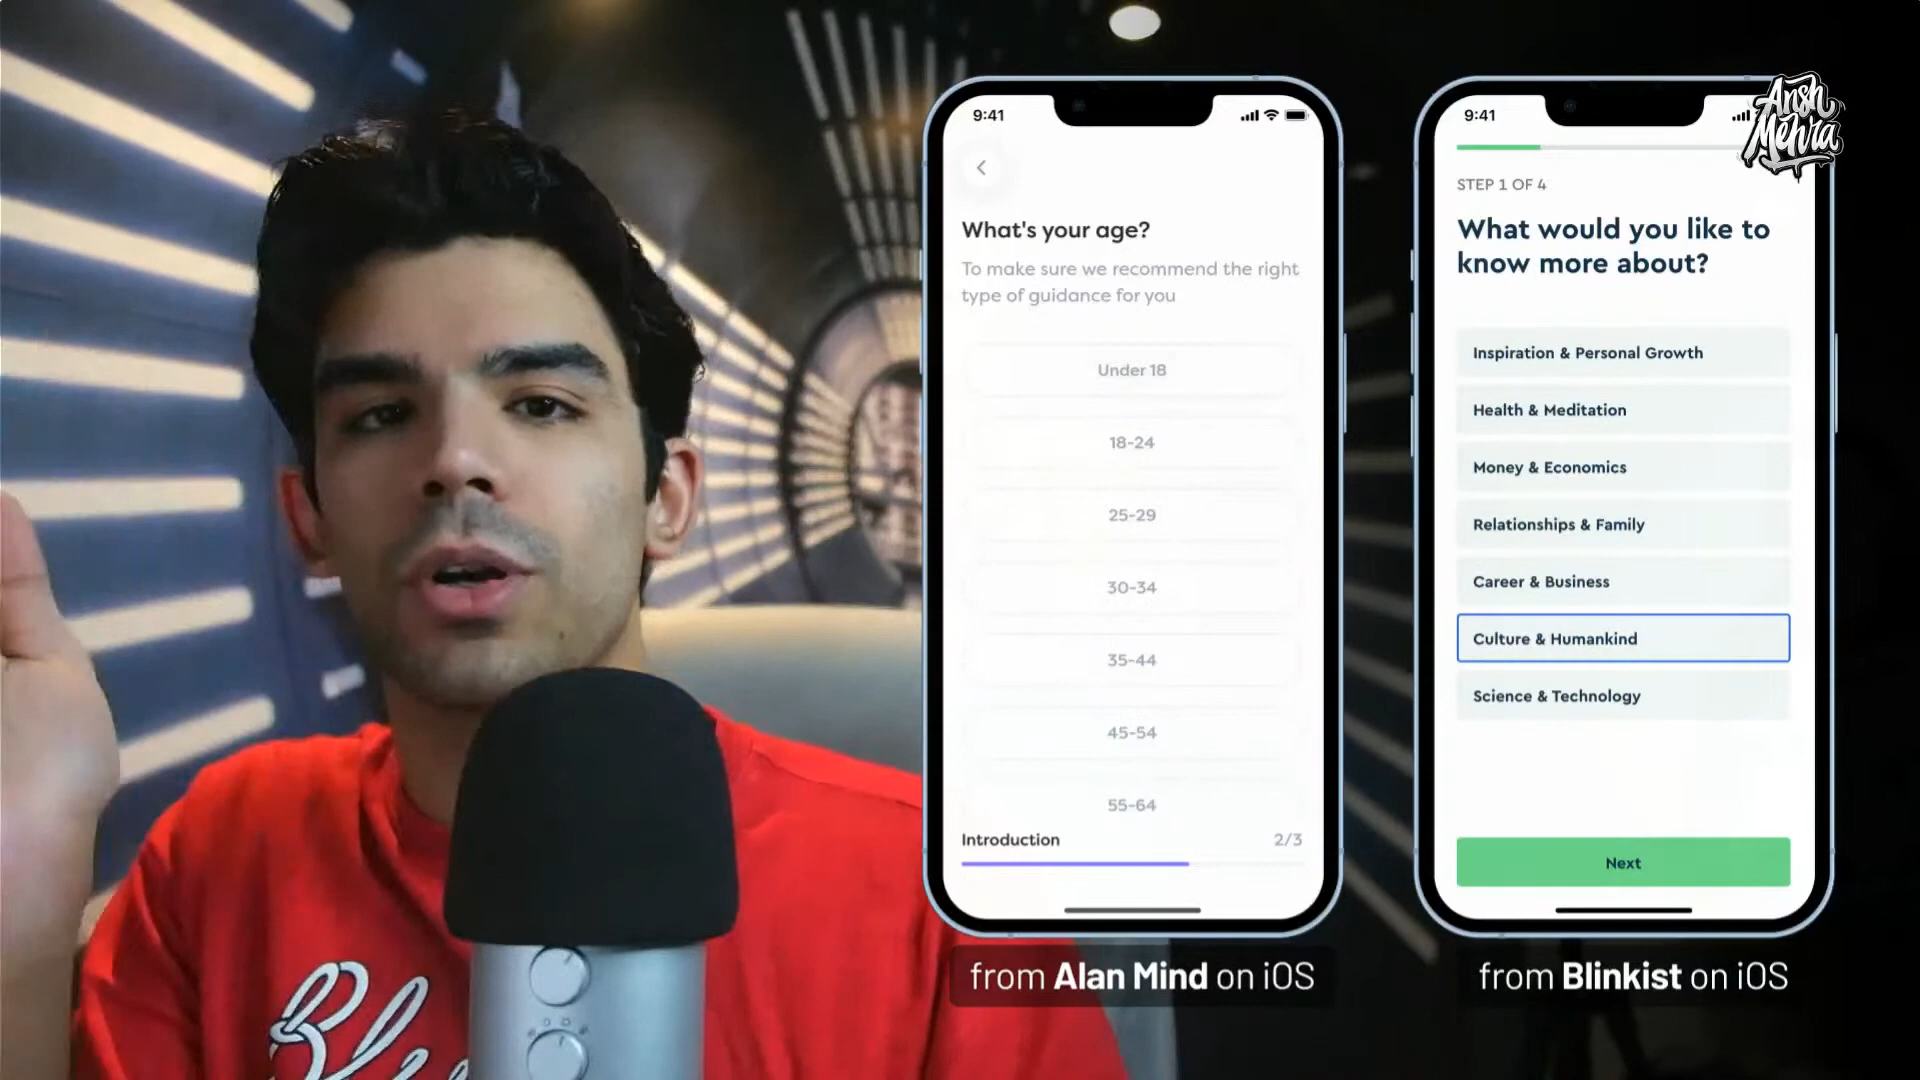 9:41
What's your age?
To make sure we recommend the right
type of guidance for you
Under 18
18-24
25-29
30-34
35-44
45-54
55-64
Introduction 2/3
from Alan Mind on iOS
9:41
STEP 1 OF 4
What would you like to
know more about?
Inspiration & Personal Growth
Health & Meditation
Money & Economics
Relationships & Family
Career & Business
Culture & Humankind
Science & Technology
Next
from Blinkist on iOS
Ansh
Mehra